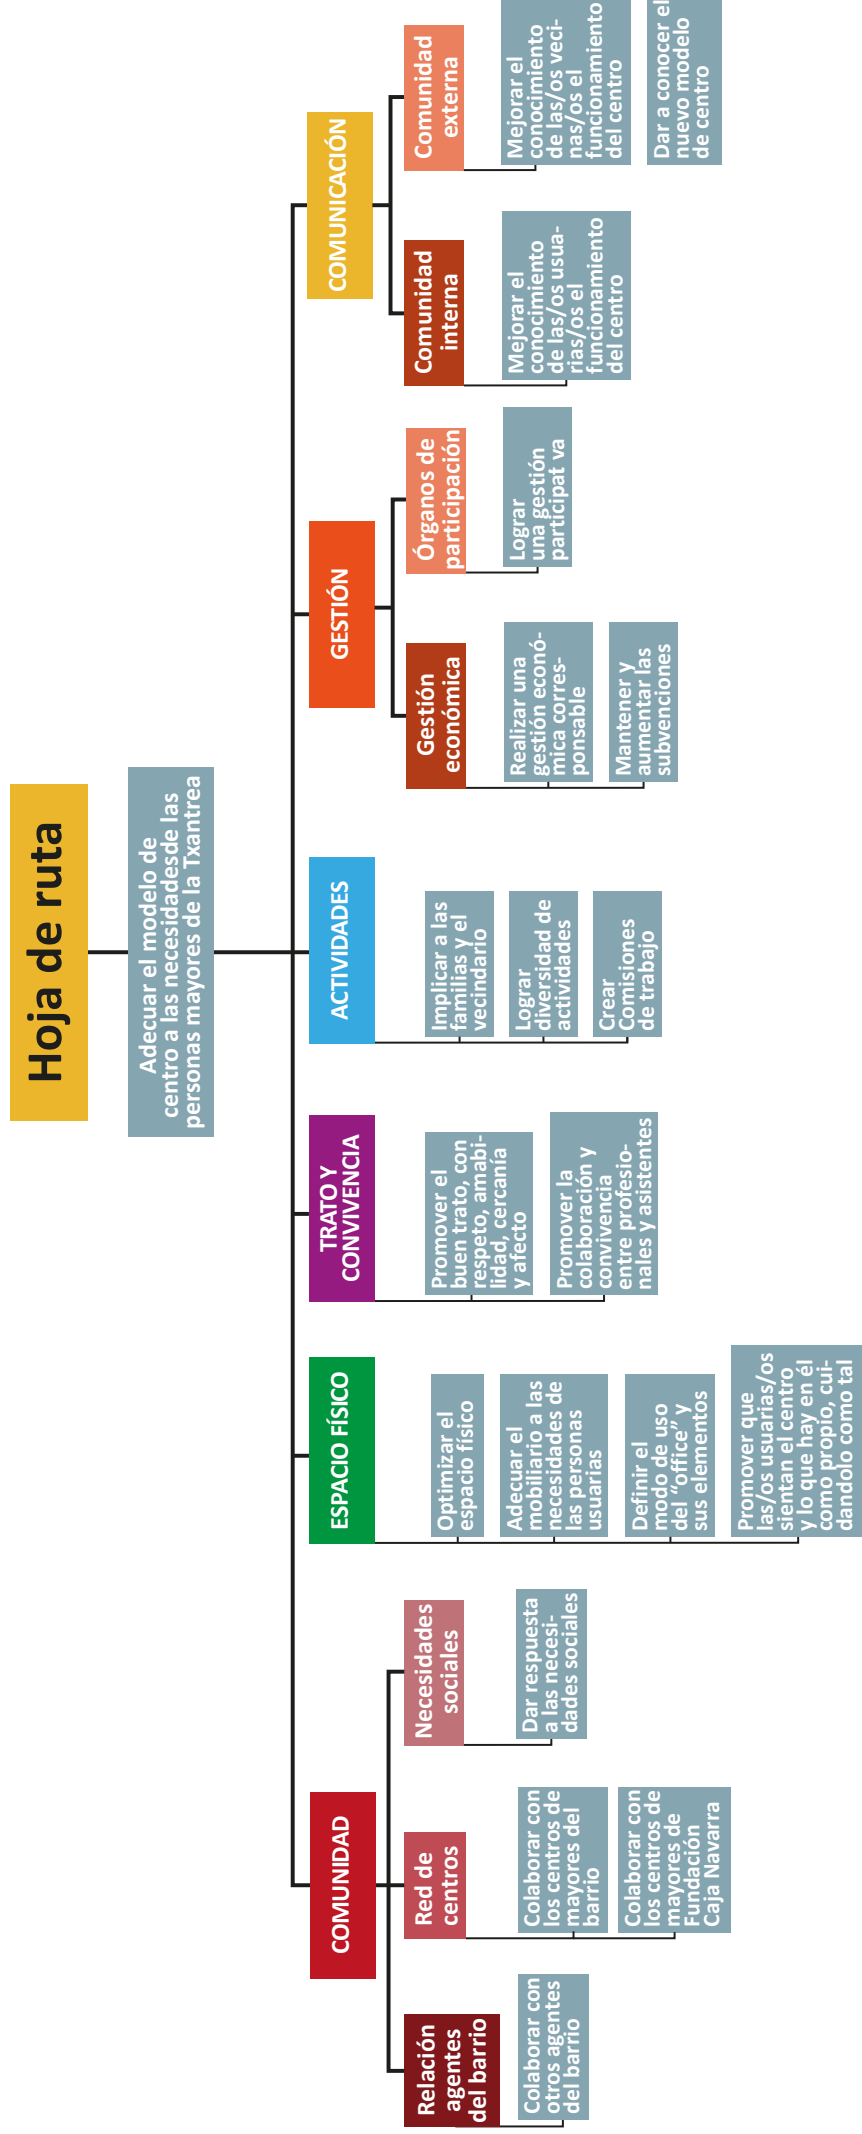 Hoja de ruta
Adecuar el modelo de
centro a las necesidadesde las
personas mayores de la Txantrea
COMUNIDAD
Relación
agentes
del barrio
Colaborar con
otros agentes
del barrio
Red de
centros
Colaborar con
los centros de
mayores del
barrio
Colaborar con
los centros de
mayores de
Fundación
Caja Navarra
Necesidades
sociales
Dar respuesta
a las necesi-
dades sociales
ESPACIO FÍSICO
Optimizar el
espacio físico
Adecuar el
mobiliario a las
necesidades de
las personas
usuarias
Definir el
modo de uso
del “office” y
sus elementos
Promover que
las/os usuarias/os
sientan el centro
y lo que hay en él
como propio, cui-
dandolo como tal
TRATO Y
CONVIVENCIA
Promover el
buen trato, con
respeto, amabi-
lidad, cercanía
y afecto
Promover la
colaboración y
convivencia
entre profesio-
nales y asistentes
ACTIVIDADES
Implicar a las
familias y el
vecindario
Lograr
diversidad de
actividades
Crear
Comisiones
de trabajo
GESTIÓN
Gestión
económica
Realizar una
gestión econó-
mica corres-
ponsable
Mantener y
aumentar las
subvenciones
Órganos de
participación
Lograr
una gestión
participat va
COMUNICACIÓN
Comunidad
interna
Mejorar el
conocimiento
de las/os usua-
rias/os el
funcionamiento
del centro
Comunidad
externa
Mejorar el
conocimiento
de las/os veci-
nas/os el
funcionamiento
del centro
Dar a conocer el
nuevo modelo
de centro